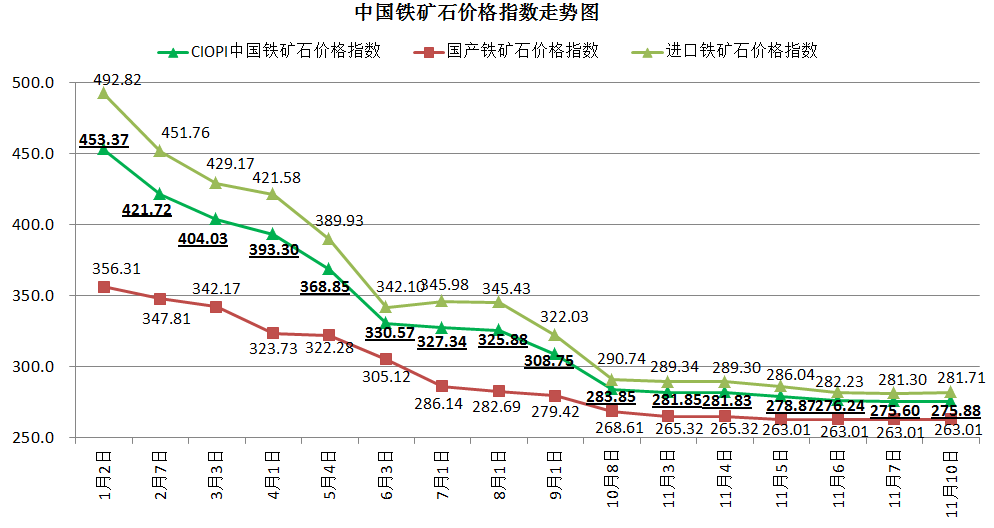 中国铁矿石价格指数走势图
CIOPI中国铁矿石价格指数 国产铁矿石价格指数 进口铁矿石价格指数
500.0
450.0
400.0
350.0
300.0
250.0
492.82 451.76 429.17 421.58 389.93 342.10 345.98 345.43 322.03 290.74 289.34 289.30 286.04 282.23 281.30 281.71
453.37 421.72 404.03 393.30 368.85 330.57 327.34 325.88 308.75 283.85 281.85 281.83 278.87 276.24 275.60 275.88
356.31 347.81 342.17 323.73 322.28 305.12 286.14 282.69 279.42 268.61 265.32 265.32 263.01 263.01 263.01 263.01
1月2日 2月7日 3月3日 4月1日 5月4日 6月3日 7月1日 8月1日 9月1日 10月8日 11月3日 11月4日 11月5日 11月6日 11月7日 11月10日